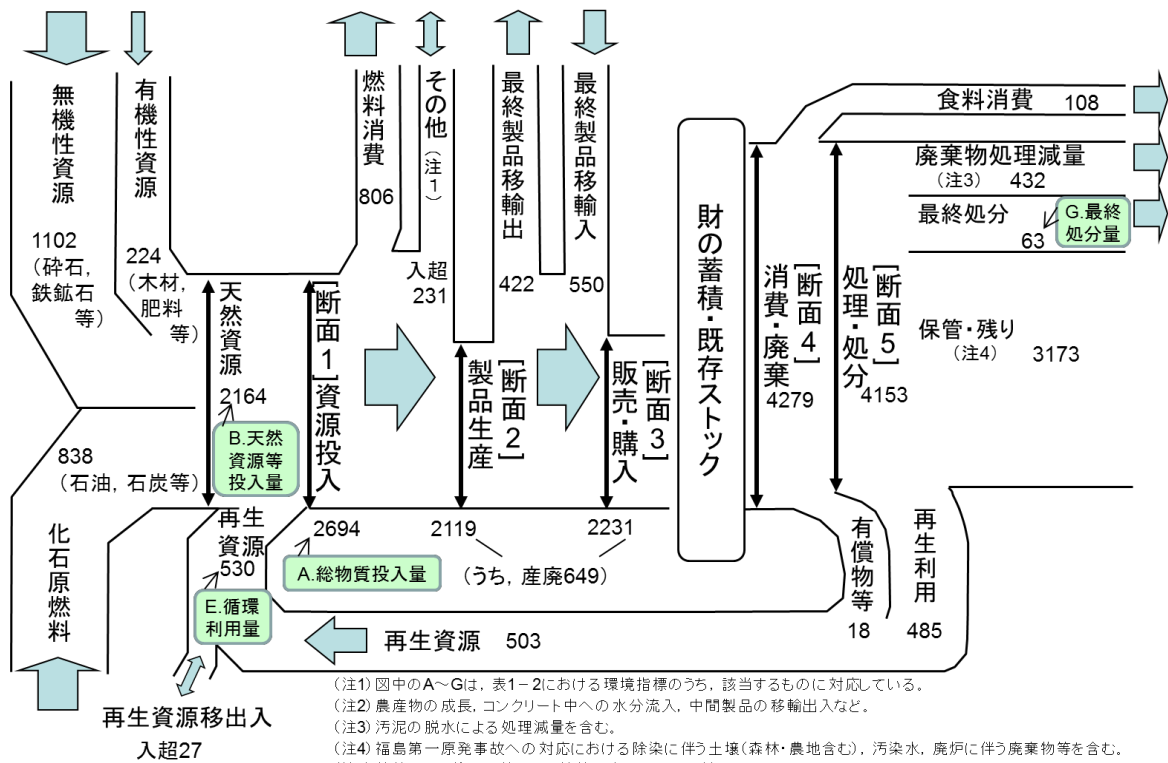 無機性資源
1102
（砕石，
鉄鉱石
等）
有機性資源
224
（木材，
肥料
等）
燃料消費
806
その他（注1）
入超
231
最終製品移輸出
422
最終製品移輸入
550
食料消費 108
廃棄物処理減量
（注3） 432
最終処分
63
G.最終
処分量
保管・残り
（注4） 3173
天然資源
2164
B.天然
資源等
投入量
[断面1]資源投入
[断面2]
製品生産
[断面3]
販売・購入
財の蓄積・既存ストック
[断面4]
消費・廃棄
4279
[断面5]
処理・処分
4153
838
（石油，石炭等）
化石原燃料
再生
資源
530
E.循環
利用量
2694
A.総物質投入量
2119
2231
（うち，産廃649）
有償物等
18
再生利用
485
再生資源 503
再生資源移出入
入超27
（注1）図中のA～Gは，表1－2における環境指標のうち，該当するものに対応している。
（注2）農産物の成長，コンクリート中への水分流入，中間製品の移輸出入など。
（注3）汚泥の脱水による処理減量を含む。
（注4）福島第一原発事故への対応における除染に伴う土壌（森林・農地含む），汚染水，廃炉に伴う廃棄物等を含む。